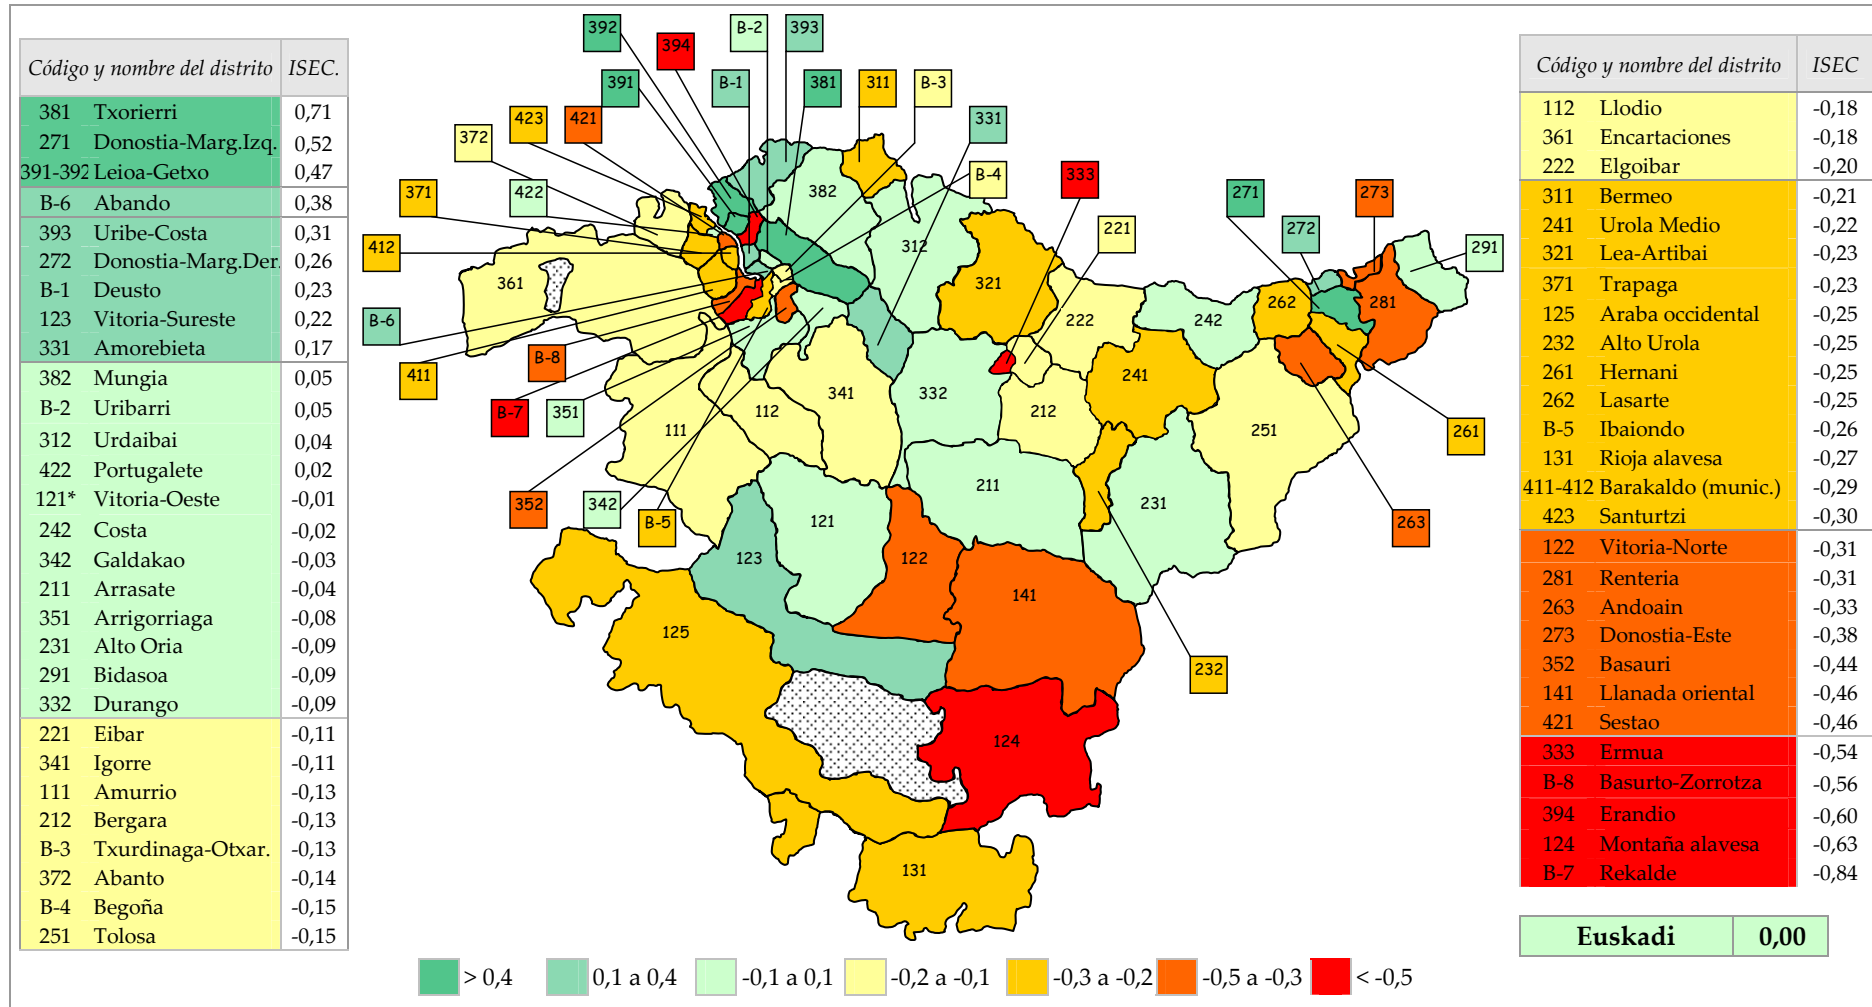 Código y nombre del distrito ISEC.
381 Txorierri 0,71
271 Donostia-Marg.Izq. 0,52
391-392 Leioa-Getxo 0,47
B-6 Abando 0,38
393 Uribe-Costa 0,31
272 Donostia-Marg.Der. 0,26
B-1 Deusto 0,23
123 Vitoria-Sureste 0,22
331 Amorebieta 0,17
382 Mungia 0,05
B-2 Uribarri 0,05
312 Urdaibai 0,04
422 Portugalete 0,02
121* Vitoria-Oeste -0,01
242 Costa -0,02
342 Galdakao -0,03
211 Arrasate -0,04
351 Arrigorriaga -0,08
231 Alto Oria -0,09
291 Bidasoa -0,09
332 Durango -0,09
221 Eibar -0,11
341 Igorre -0,11
111 Amurrio -0,13
212 Bergara -0,13
B-3 Txurdinaga-Otxar. -0,13
372 Abanto -0,14
B-4 Begoña -0,15
251 Tolosa -0,15
392
394
B-2
393
391
B-1
381
311
B-3
423
421
331
372
B-4
333
371
422
382
271
273
221
272
291
412
312
361
321
262
281
222
242
B-6
B-8
411
241
341
332
B-7
351
112
212
111
251
261
211
352
342
B-5
121
231
263
123
122
141
125
232
124
131
Código y nombre del distrito ISEC
112 Llodio -0,18
361 Encartaciones -0,18
222 Elgoibar -0,20
311 Bermeo -0,21
241 Urola Medio -0,22
321 Lea-Artibai -0,23
371 Trapaga -0,23
125 Araba occidental -0,25
232 Alto Urola -0,25
261 Hernani -0,25
262 Lasarte -0,25
B-5 Ibaiondo -0,26
131 Rioja alavesa -0,27
411-412 Barakaldo (munic.) -0,29
423 Santurtzi -0,30
122 Vitoria-Norte -0,31
281 Renteria -0,31
263 Andoain -0,33
273 Donostia-Este -0,38
352 Basauri -0,44
141 Llanada oriental -0,46
421 Sestao -0,46
333 Ermua -0,54
B-8 Basurto-Zorrotza -0,56
394 Erandio -0,60
124 Montaña alavesa -0,63
B-7 Rekalde -0,84
Euskadi 0,00
> 0,4 0,1 a 0,4 -0,1 a 0,1 -0,2 a -0,1 -0,3 a -0,2 -0,5 a -0,3 < -0,5